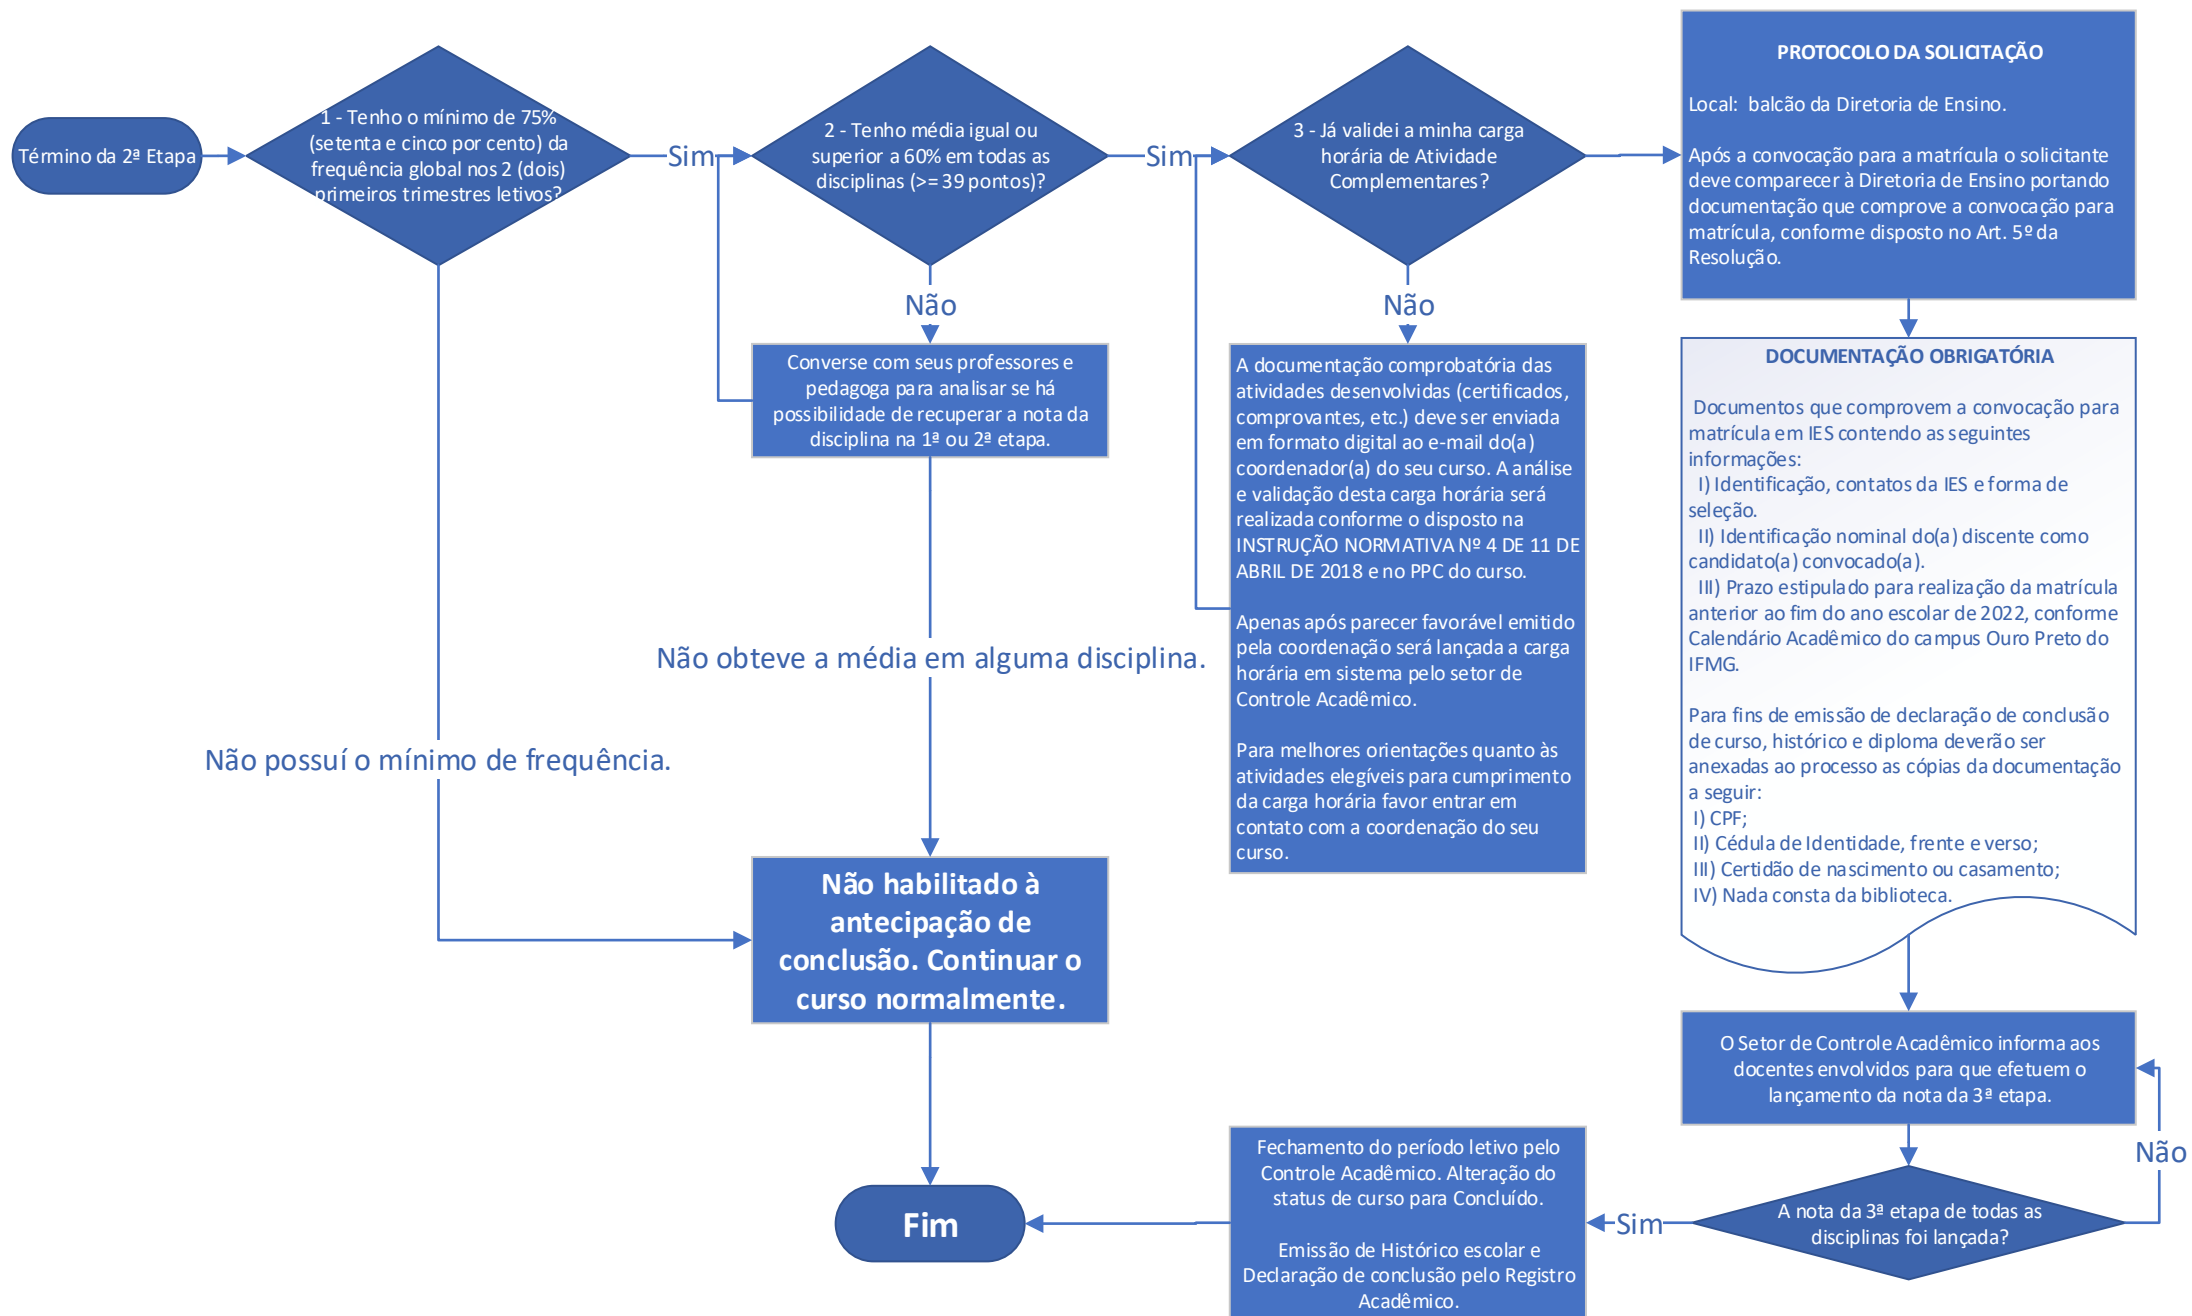 Término da 2ª Etapa
1 - Tenho o mínimo de 75%
(setenta e cinco por cento) da
frequência global nos 2 (dois)
primeiros trimestres letivos?
Sim
2 - Tenho média igual ou
superior a 60% em todas as
disciplinas (>= 39 pontos)?
Sim
3 - Já validei a minha carga
horária de Atividade
Complementares?
PROTOCOLO DA SOLICITAÇÃO
Local: balcão da Diretoria de Ensino.
Após a convocação para a matrícula o solicitante
deve comparecer à Diretoria de Ensino portando
documentação que comprove a convocação para
matrícula, conforme disposto no Art. 5º da
Resolução.
Não
Não
Converse com seus professores e
pedagoga para analisar se há
possibilidade de recuperar a nota da
disciplina na 1ª ou 2ª etapa.
A documentação comprobatória das
atividades desenvolvidas (certificados,
comprovantes, etc.) deve ser enviada
em formato digital ao e-mail do(a)
coordenador(a) do seu curso. A análise
e validação desta carga horária será
realizada conforme o disposto na
INSTRUÇÃO NORMATIVA Nº 4 DE 11 DE
ABRIL DE 2018 e no PPC do curso.
Apenas após parecer favorável emitido
pela coordenação será lançada a carga
horária em sistema pelo setor de
Controle Acadêmico.
Para melhores orientações quanto às
atividades elegíveis para cumprimento
da carga horária favor entrar em
contato com a coordenação do seu
curso.
DOCUMENTAÇÃO OBRIGATÓRIA
Documentos que comprovem a convocação para
matrícula em IES contendo as seguintes
informações:
I) Identificação, contatos da IES e forma de
seleção.
II) Identificação nominal do(a) discente como
candidato(a) convocado(a).
III) Prazo estipulado para realização da matrícula
anterior ao fim do ano escolar de 2022, conforme
Calendário Acadêmico do campus Ouro Preto do
IFMG.
Para fins de emissão de declaração de conclusão
de curso, histórico e diploma deverão ser
anexadas ao processo as cópias da documentação
a seguir:
I) CPF;
II) Cédula de Identidade, frente e verso;
III) Certidão de nascimento ou casamento;
IV) Nada consta da biblioteca.
Não obteve a média em alguma disciplina.
Não possuí o mínimo de frequência.
Não habilitado à
antecipação de
conclusão. Continuar o
curso normalmente.
O Setor de Controle Acadêmico informa aos
docentes envolvidos para que efetuem o
lançamento da nota da 3ª etapa.
Não
A nota da 3ª etapa de todas as
disciplinas foi lançada?
Sim
Fechamento do período letivo pelo
Controle Acadêmico. Alteração do
status de curso para Concluído.
Emissão de Histórico escolar e
Declaração de conclusão pelo Registro
Acadêmico.
Fim